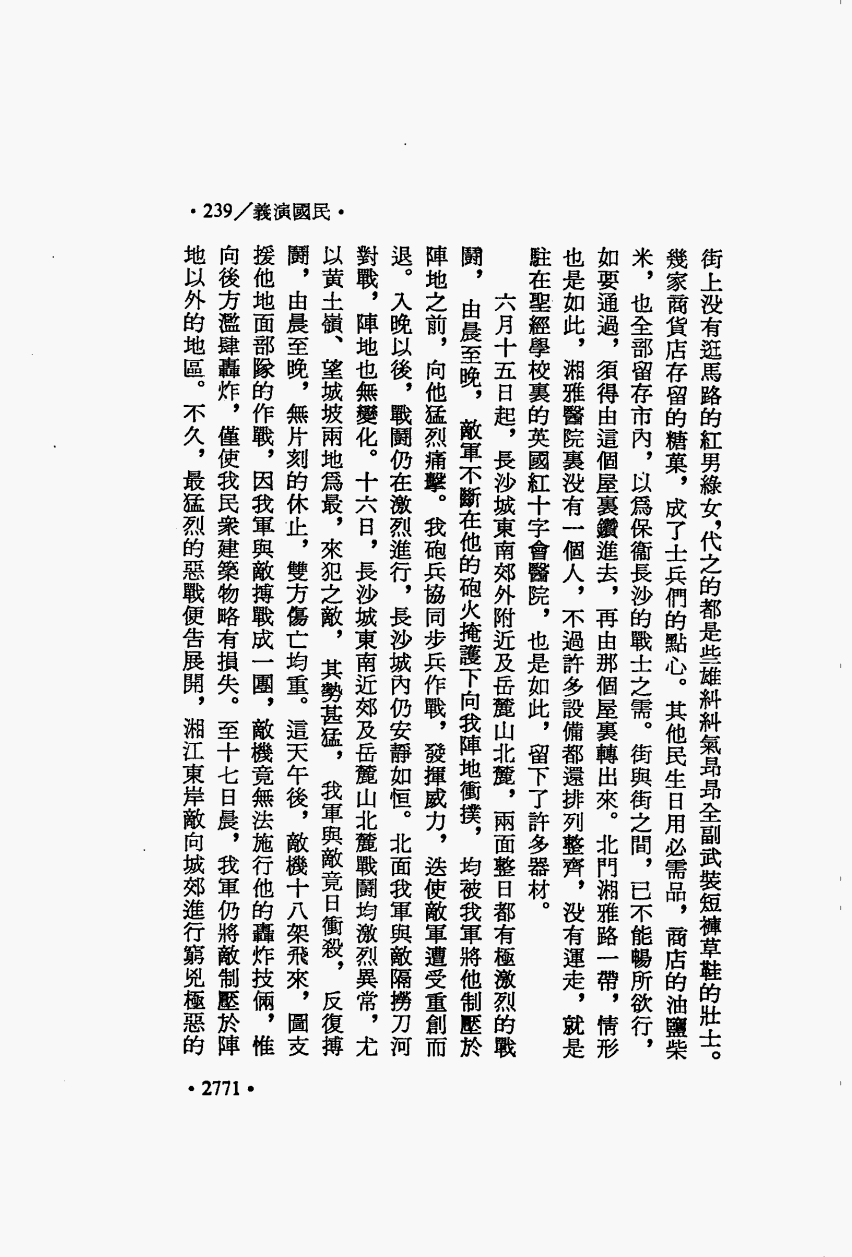 •239/義演國民•
街上没有逛馬路的紅男綠女，代之的都是些雄糾糾氣昂昂全副武裝短褲草鞋的壯士。
幾家商貨店存留的糖菓，成了士兵們的點心。其他民生日用必需品，商店的油鹽柴
米，也全部留存市內，以爲保衞長沙的戰士之需。街與街之間，已不能暢所欲行，
如要通過，須得由這個屋裏鑽進去，再由那個屋裏轉出來。北門湘雅路一帶，情形
也是如此，湘雅醫院裏没有一個人，不過許多設備都還排列整齊，没有運走，就是
駐在聖經學校裏的英國紅十字會醫院，也是如此，留下了許多器材。
六月十五日起，長沙城東南郊外附近及岳麓山北麓，兩面整日都有極激烈的戰
鬪，由晨至晚，敵軍不斷在他的砲火掩護下向我陣地衝撲，均被我軍將他制壓於
陣地之前，向他猛烈痛擊。我砲兵協同步兵作戰，發揮威力，迭使敵軍遭受重創而
退。入晚以後，戰鬪仍在激烈進行，長沙城內仍安靜如恒。北面我軍與敵隔撈刀河
對戰，陣地也無變化。十六日，長沙城東南近郊及岳麓山北麓戰鬪均激烈異常，尤
以黃土嶺、望城坡兩地爲最，來犯之敵，其勢甚猛，我軍與敵竟日衝殺，反復搏
鬪，由晨至晚，無片刻的休止，雙方傷亡均重。這天午後，敵機十八架飛來，圖支
援他地面部隊的作戰，因我軍與敵搏戰成一團，敵機竟無法施行他的轟炸技倆，惟
向後方濫肆轟炸，僅使我民衆建築物略有損失。至十七日晨，我軍仍將敵制壓於陣
地以外的地區。不久，最猛烈的惡戰便告展開，湘江東岸敵向城郊進行窮兇極惡的
•2771•